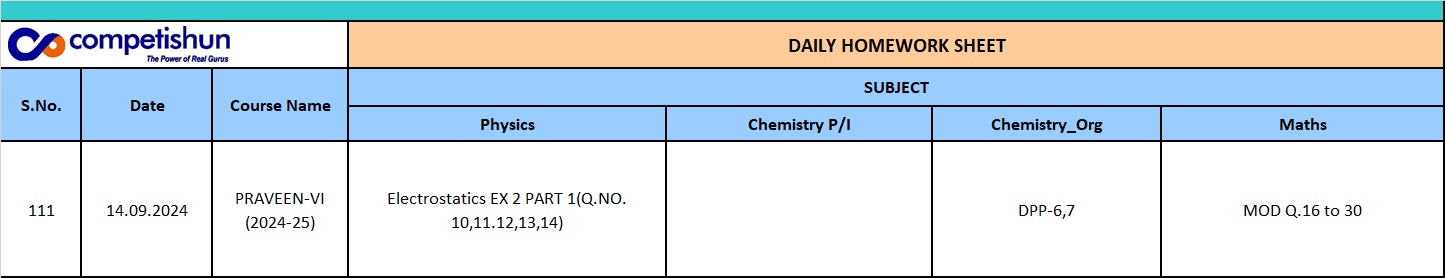 competishun
The Power of Real Gurus
DAILY HOMEWORK SHEET
S.No.
Date
Course Name
SUBJECT
Physics
Chemistry P/I
Chemistry_Org
Maths
111
14.09.2024
PRAVEEN-VI
(2024-25)
Electrostatics EX 2 PART 1(Q.NO.
10,11.12,13,14)
DPP-6,7
MOD Q.16 to 30